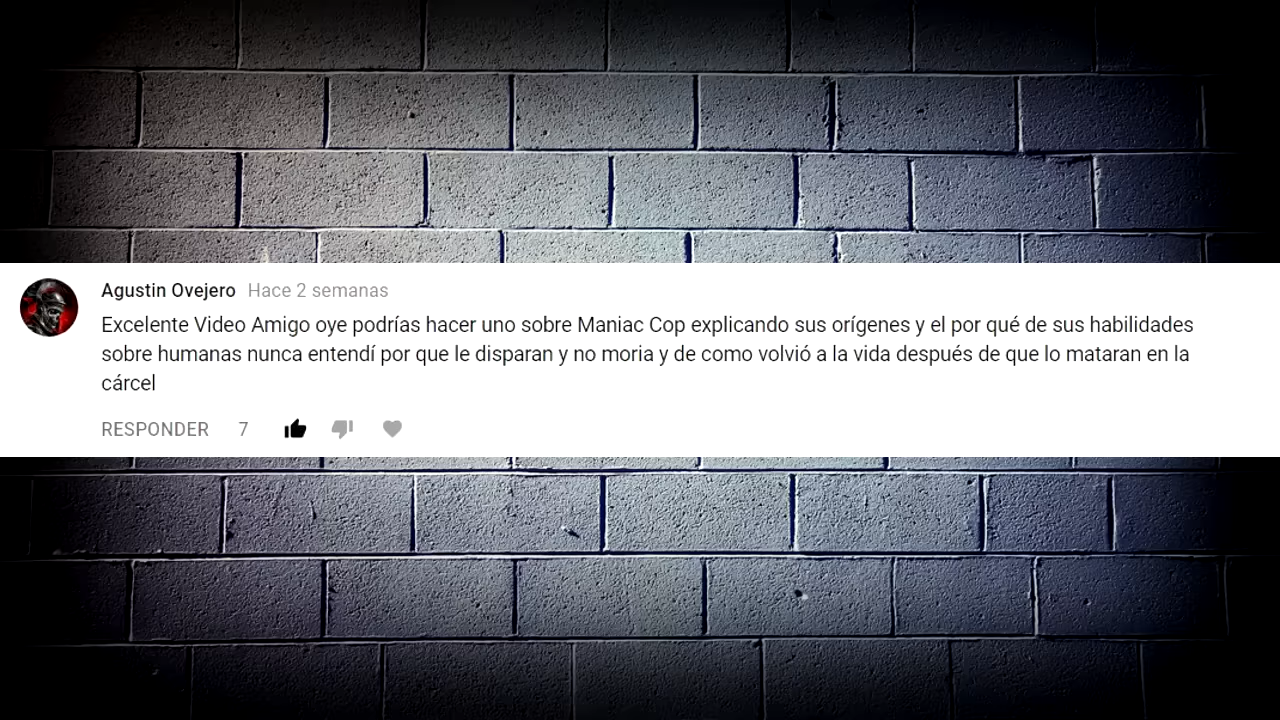 Agustin Ovejero Hace 2 semanas
Excelente Video Amigo oye podrías hacer uno sobre Maniac Cop explicando sus orígenes y el por qué de sus habilidades
sobre humanas nunca entendí por que le disparan y no moria y de como volvió a la vida después de que lo mataran en la
cárcel
RESPONDER 7